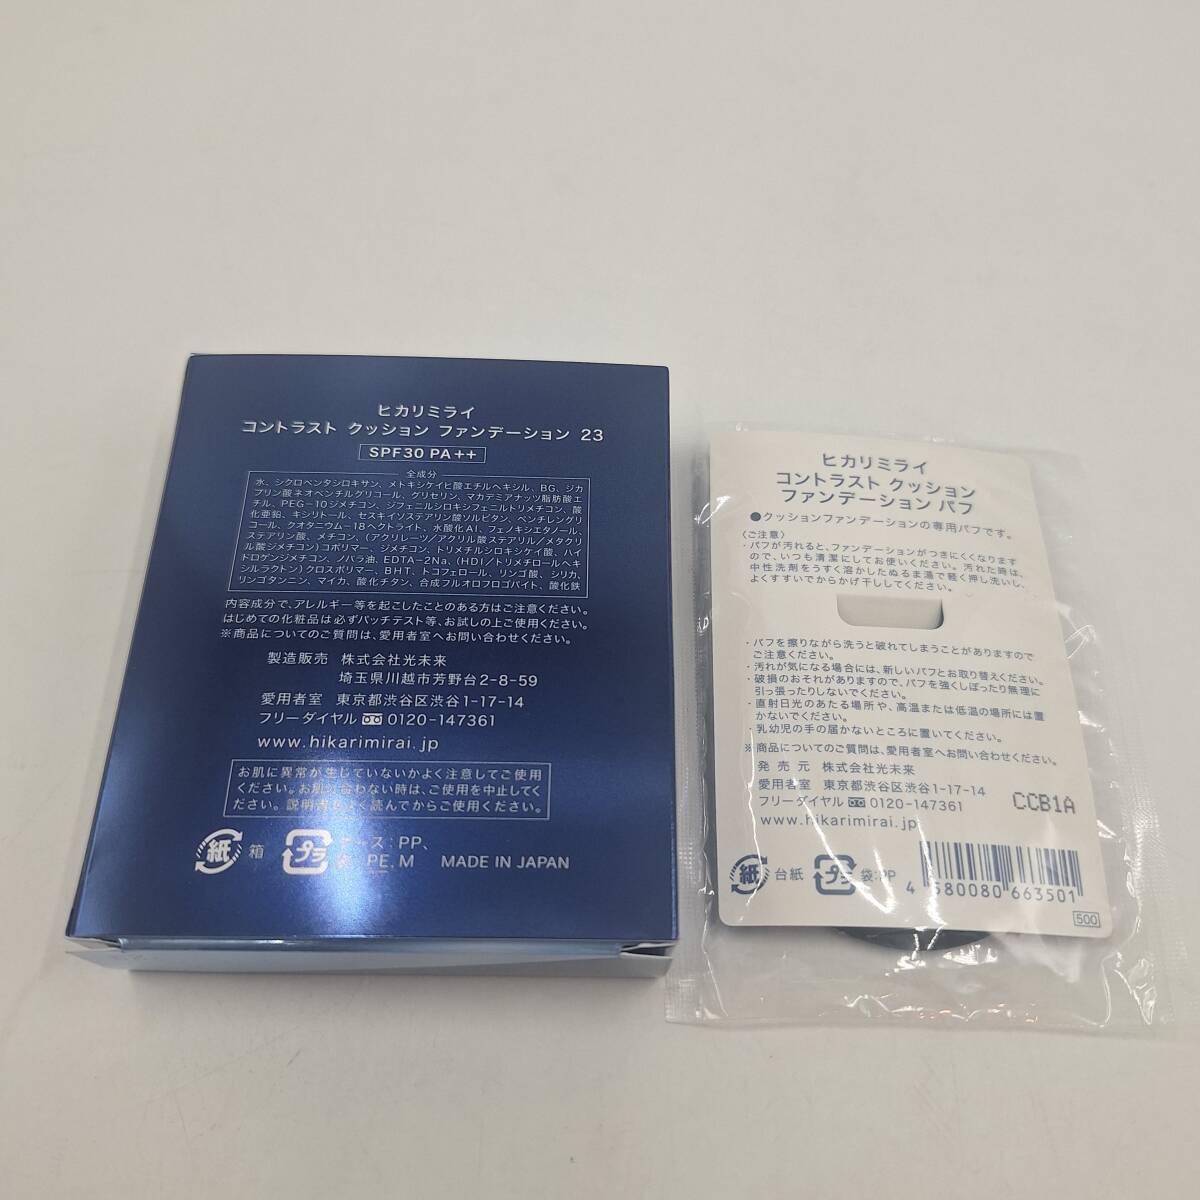 ヒカリミライ
コントラスト クッション ファンデーション 23
SPF30 PA++
全成分
水、シクロペンタシロキサン、メトキシケイヒ酸エチルヘキシル、BG、ジカ
プリン酸ネオペンチルグリコール、グリセリン、マカデミアナッツ脂肪酸エ
チル、PEG-10ジメチコン、ジフェニルシロキシフェニルトリメチコン、酸
化亜鉛、キシリトール、セスキイソステアリン酸ソルビタン、ペンチレングリ
コール、クオタニウム-18ヘクトライト、水酸化Al、フェノキシエタノール、
ステアリン酸、メチコン、(アクリレーツ/アクリル酸ステアリル/メタクリ
ル酸ジメチコン)コポリマー、ジメチコン、トリメチルシロキシケイ酸、ハイ
ドロゲンジメチコン、ノバラ油、EDTA-2Na、(HDI/トリメチロールヘキ
シルラクトン)クロスポリマー、BHT、トコフェロール、リンゴ酸、シリカ、
リンゴタンニン、マイカ、酸化チタン、合成フルオロフロゴパイト、酸化鉄
内容成分で、アレルギー等を起こしたことのある方はご注意ください。
はじめての化粧品は必ずパッチテスト等、お試しの上ご使用ください。
※商品についてのご質問は、愛用者室へお問い合わせください。
製造販売 株式会社光未来
埼玉県川越市芳野台2-8-59
愛用者室 東京都渋谷区渋谷1-17-14
フリーダイヤル 0120-147361
www.hikarimirai.jp
お肌に異常が生じていないかよく注意してご使用
ください。お肌に合わない時は、ご使用を中止してく
ださい。説明書をよく読んでからご使用ください。
紙 箱 プラ ケース:PP、
袋:PE,M MADE IN JAPAN
ヒカリミライ
コントラスト クッション
ファンデーション パフ
●クッションファンデーションの専用パフです。
〈ご注意〉
・パフが汚れると、ファンデーションがつきにくくなります
ので、いつも清潔にしてお使いください。汚れた時は、
中性洗剤をうすく溶かしたぬるま湯で軽く押し洗いし、
よくすすいでからかげ干ししてください。
・パフを擦りながら洗うと破れてしまうことがありますので
ご注意ください。
・汚れが気になる場合には、新しいパフとお取り替えください。
・破損のおそれがありますので、パフを強くしぼったり無理に
引っ張ったりしないでください。
・直射日光のあたる場所や、高温または低温の場所には置
かないでください。
・乳幼児の手の届かないところに置いてください。
※商品についてのご質問は、愛用者室へお問い合わせください。
発売元 株式会社光未来
愛用者室 東京都渋谷区渋谷1-17-14
フリーダイヤル 0120-147361
www.hikarimirai.jp
CCB1A
紙 台紙 プラ 袋:PP
4 580080 663501
500